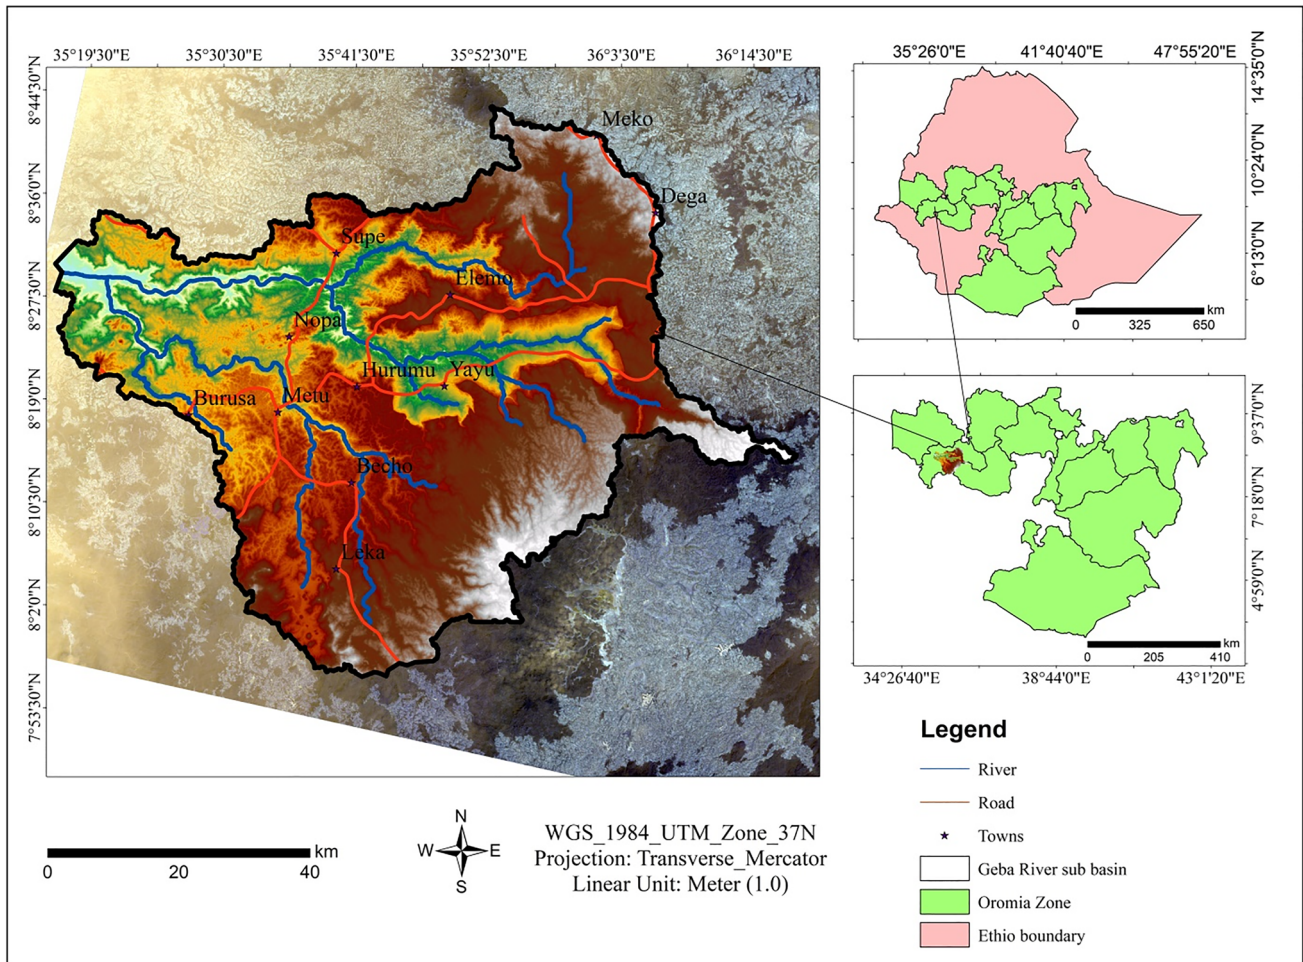 35°19'30"E
35°30'30"E
35°41'30"E
35°52'30"E
36°3'30"E
36°14'30"E
8°44'30"N
8°36'0"N
8°27'30"N
8°19'0"N
8°10'30"N
8°2'0"N
7°53'30"N
Meko
Dega
Supe
Elemo
Nopa
Hurumu
Yayu
Burusa
Metu
Becho
Leka
35°26'0"E
41°40'40"E
47°55'20"E
14°35'0"N
10°24'0"N
6°13'0"N
km
0
325
650
9°37'0"N
7°18'0"N
4°59'0"N
km
0
205
410
34°26'40"E
38°44'0"E
43°1'20"E
Legend
River
Road
Towns
Geba River sub basin
Oromia Zone
Ethio boundary
km
0
20
40
N
W
E
S
WGS_1984_UTM_Zone_37N
Projection: Transverse_Mercator
Linear Unit: Meter (1.0)